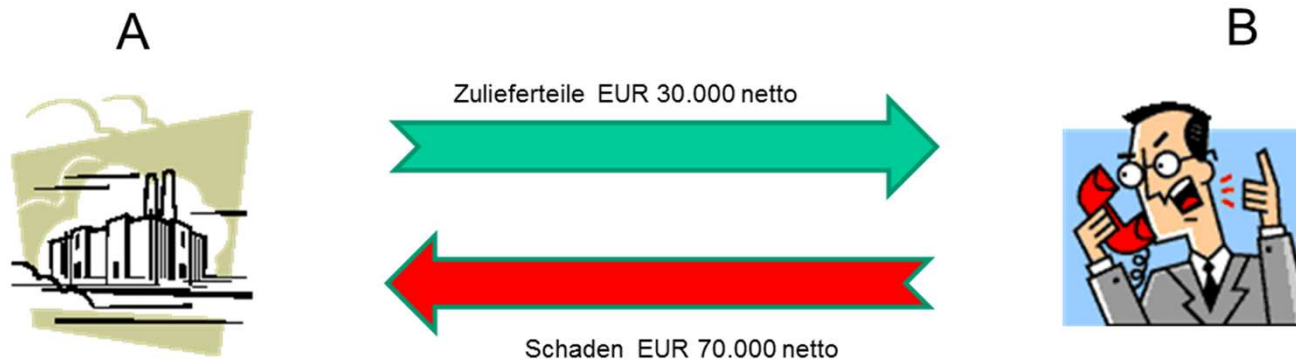 A
B
Zulieferteile EUR 30.000 netto
Schaden EUR 70.000 netto